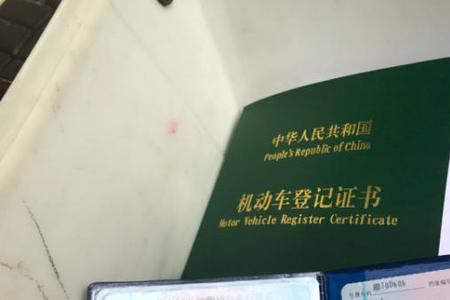 中华人民共和国
People's Republic of China
机动车登记证书
Motor Vehicle Register Certificate